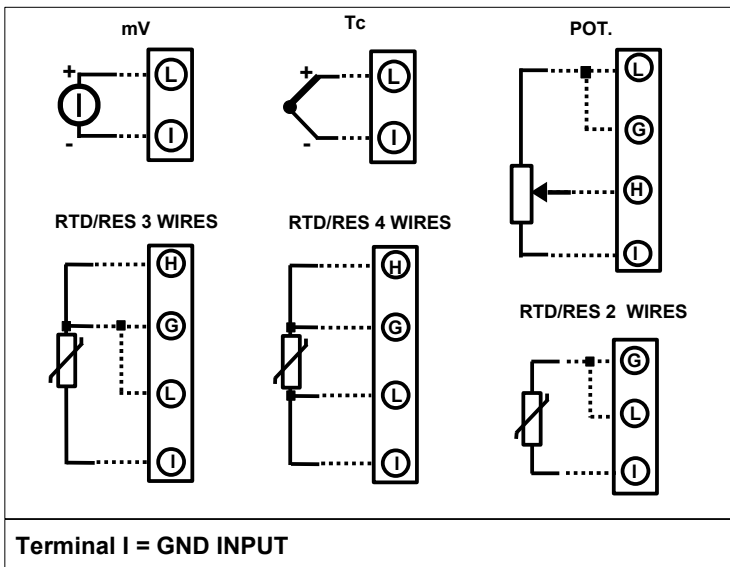 mV
+
L
-
I
Tc
+
L
-
I
POT.
L
G
H
I
RTD/RES 3 WIRES
H
G
L
I
RTD/RES 4 WIRES
H
G
L
I
RTD/RES 2 WIRES
G
L
I
Terminal I = GND INPUT